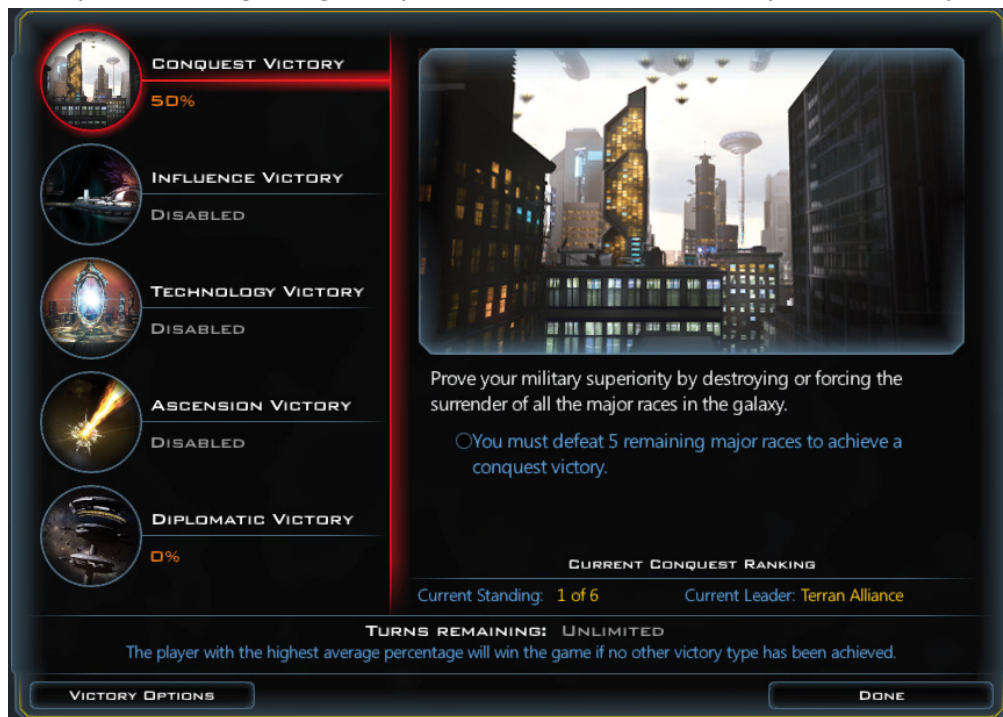 CONQUEST VICTORY
50%
INFLUENCE VICTORY
DISABLED
TECHNOLOGY VICTORY
DISABLED
ASCENSION VICTORY
DISABLED
DIPLOMATIC VICTORY
0%
Prove your military superiority by destroying or forcing the
surrender of all the major races in the galaxy.
You must defeat 5 remaining major races to achieve a
conquest victory.
CURRENT CONQUEST RANKING
Current Standing: 1 of 6 Current Leader: Terran Alliance
TURNS REMAINING: UNLIMITED
The player with the highest average percentage will win the game if no other victory type has been achieved.
VICTORY OPTIONS DONE